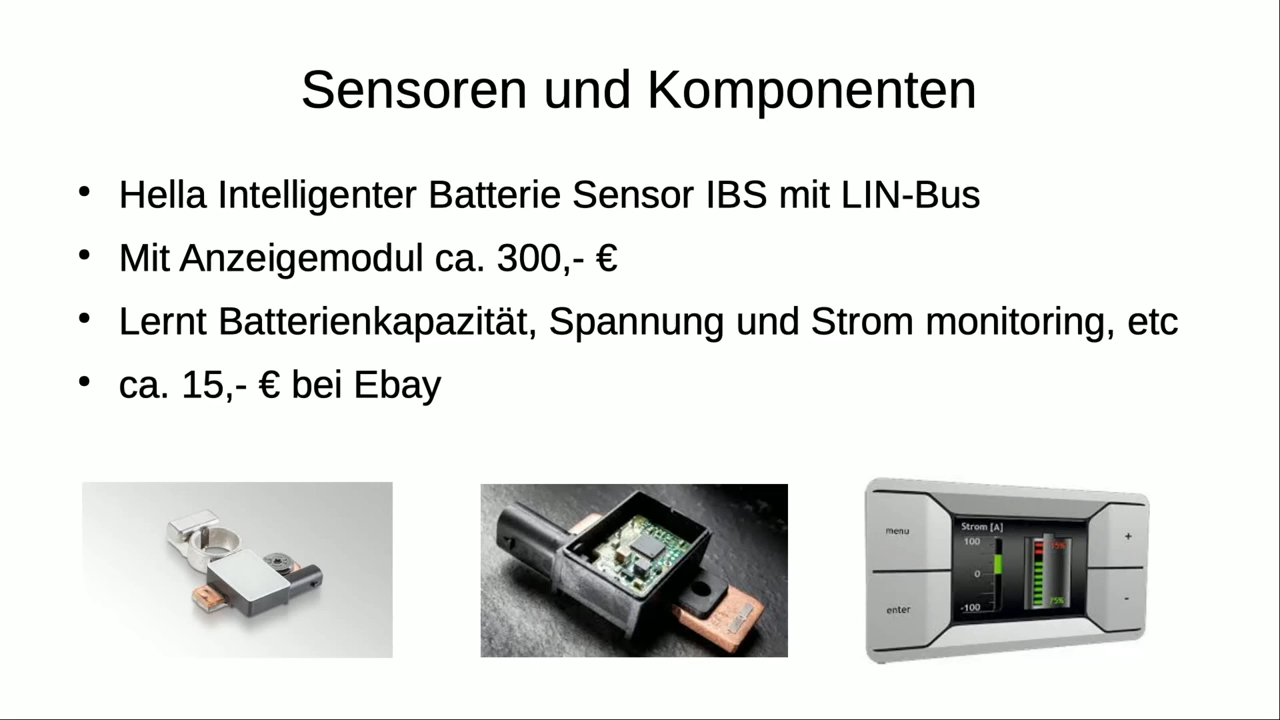 Sensoren und Komponenten
• Hella Intelligenter Batterie Sensor IBS mit LIN-Bus
• Mit Anzeigemodul ca. 300,- €
• Lernt Batterienkapazität, Spannung und Strom monitoring, etc
• ca. 15,- € bei Ebay
menu
enter
Strom [A]
100
0
-100
75%
+
-